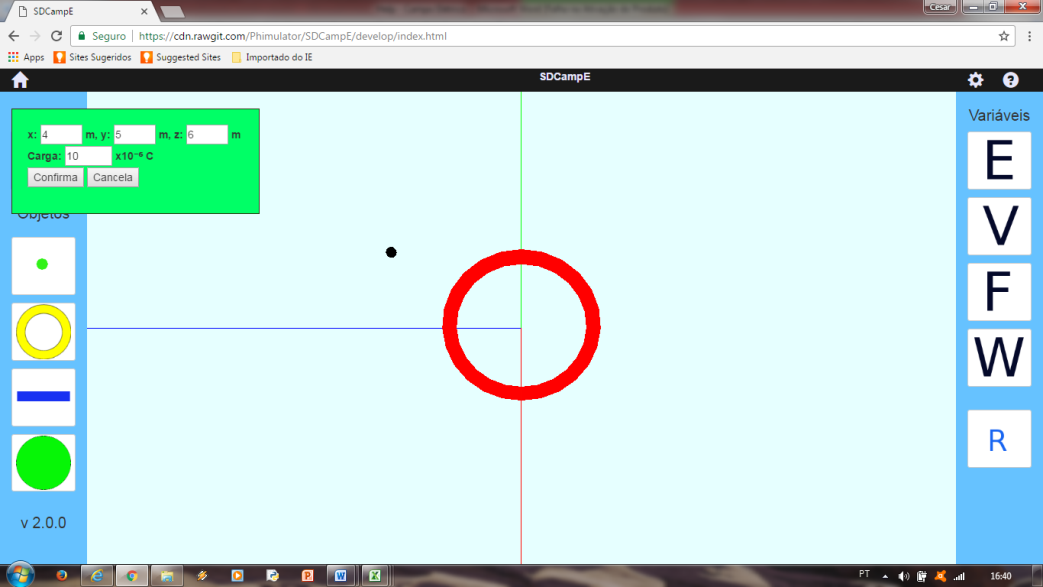 SDCampE
Cesar
Seguro
https://cdn.rawgit.com/Phimulator/SDCampE/develop/index.html
Apps
Sites Sugeridos
Suggested Sites
Importado do IE
SDCampE
x: 4 m, y: 5 m, z: 6 m
Carga: 10 x10⁻⁶ C
Confirma Cancela
Objetos
v 2.0.0
Variáveis
E
V
F
W
R
PT
16:40